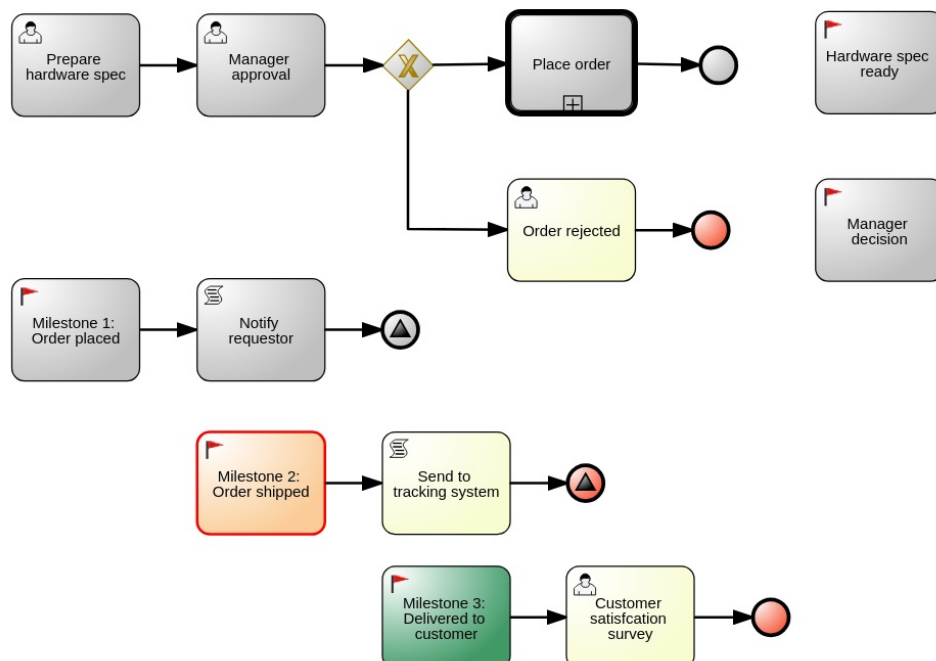 Prepare
hardware spec
Manager
approval
Place order
Hardware spec
ready
Order rejected
Manager
decision
Milestone 1:
Order placed
Notify
requestor
Milestone 2:
Order shipped
Send to
tracking system
Milestone 3:
Delivered to
customer
Customer
satisfcation
survey